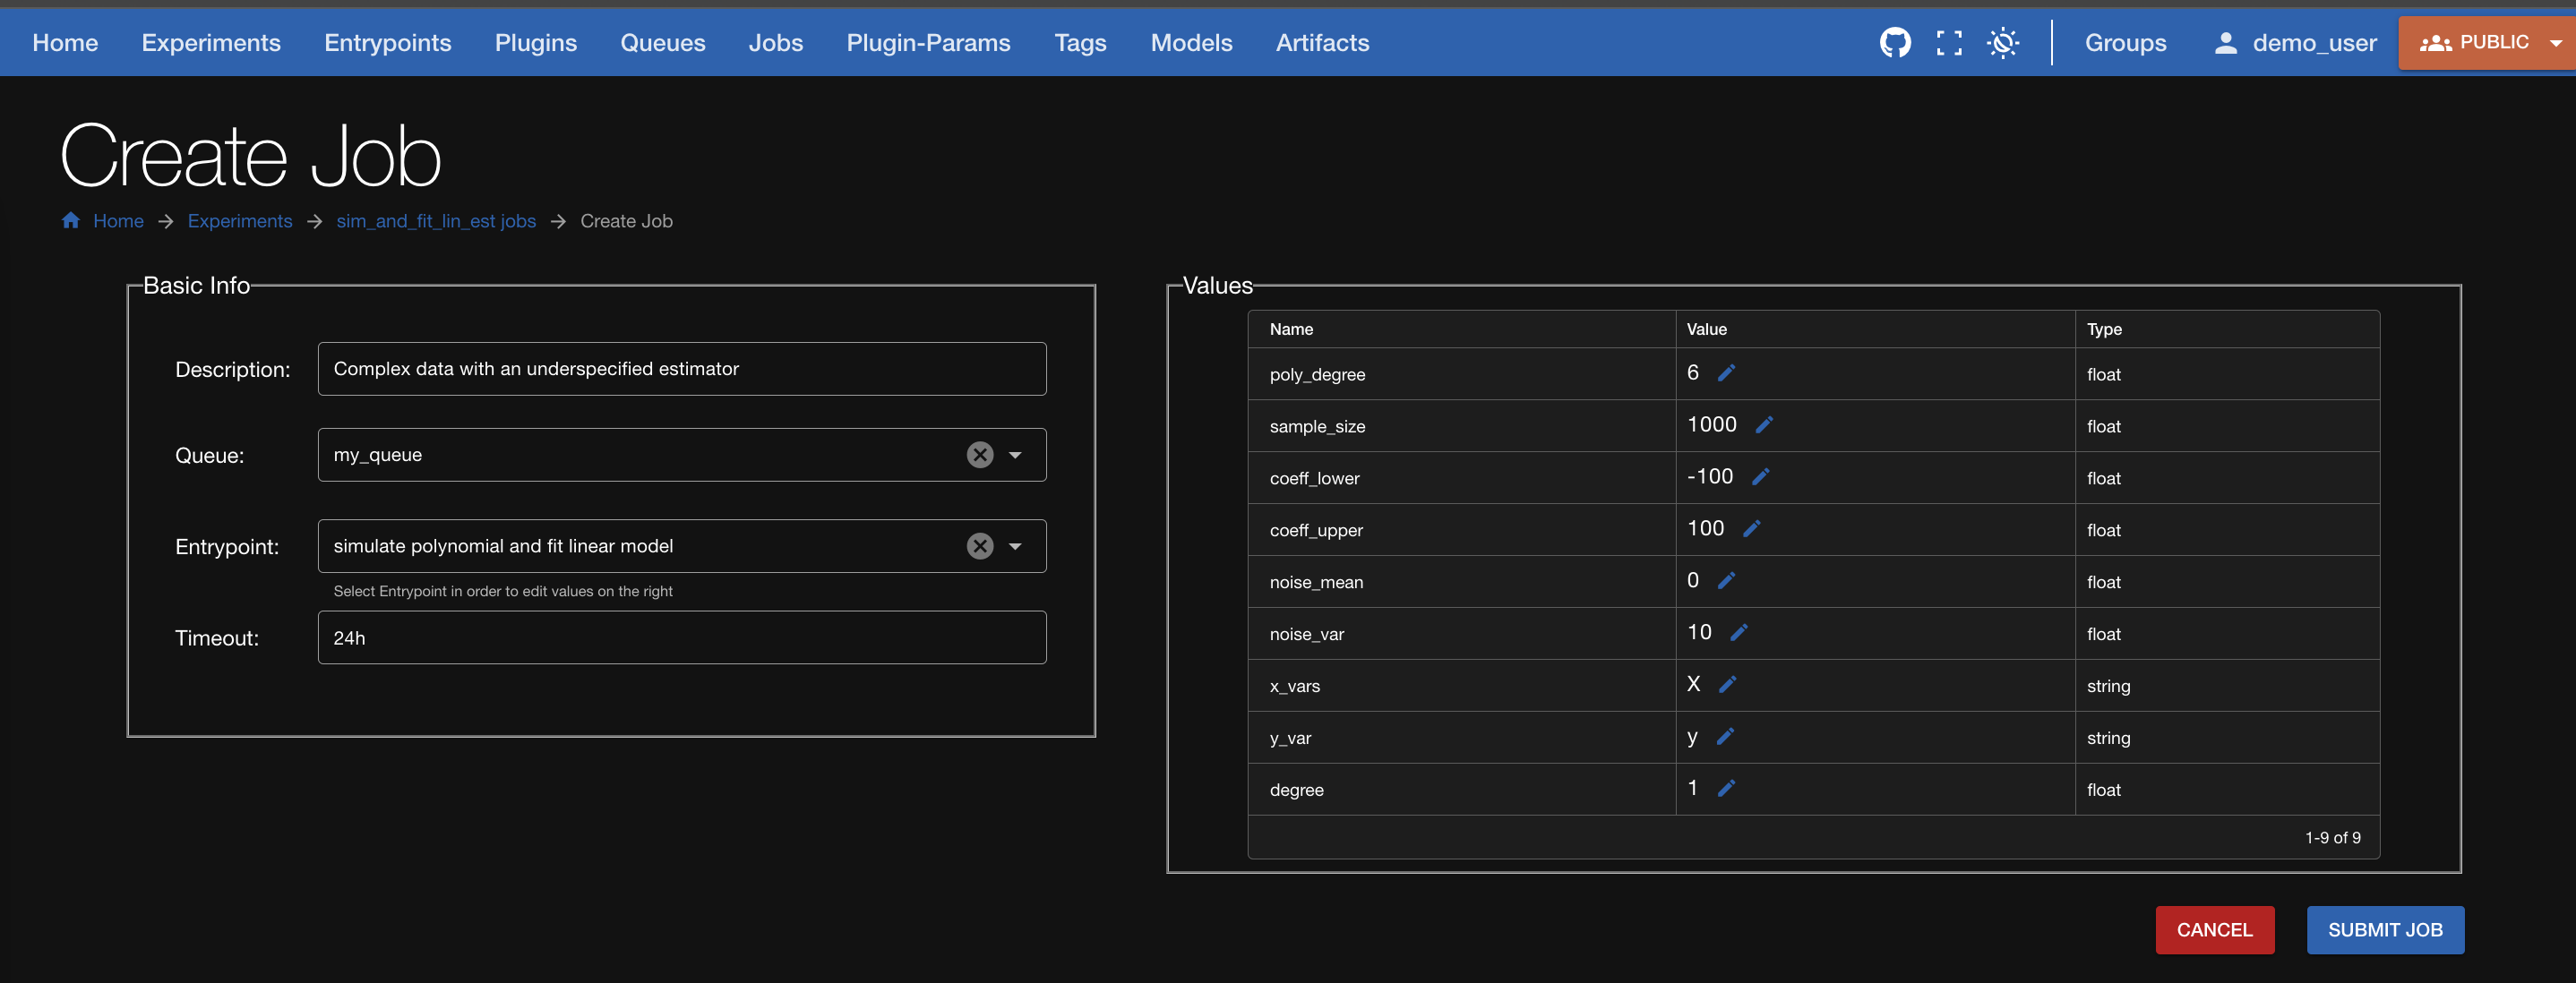 Home Experiments Entrypoints Plugins Queues Jobs Plugin-Params Tags Models Artifacts Groups demo_user PUBLIC
Create Job
Home → Experiments → sim_and_fit_lin_est jobs → Create Job
Basic Info
Description: Complex data with an underspecified estimator
Queue: my_queue
Entrypoint: simulate polynomial and fit linear model
Select Entrypoint in order to edit values on the right
Timeout: 24h
Values
Name Value Type
poly_degree 6 float
sample_size 1000 float
coeff_lower -100 float
coeff_upper 100 float
noise_mean 0 float
noise_var 10 float
x_vars X string
y_var y string
degree 1 float
1-9 of 9
CANCEL SUBMIT JOB